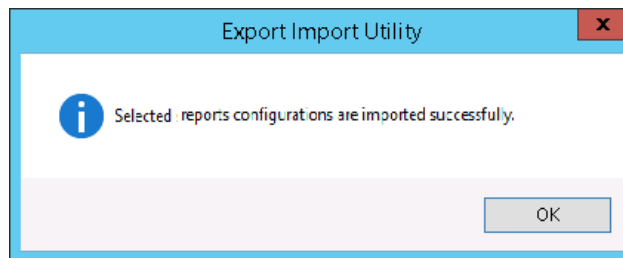 Export Import Utility
x
Selected reports configurations are imported successfully.
OK